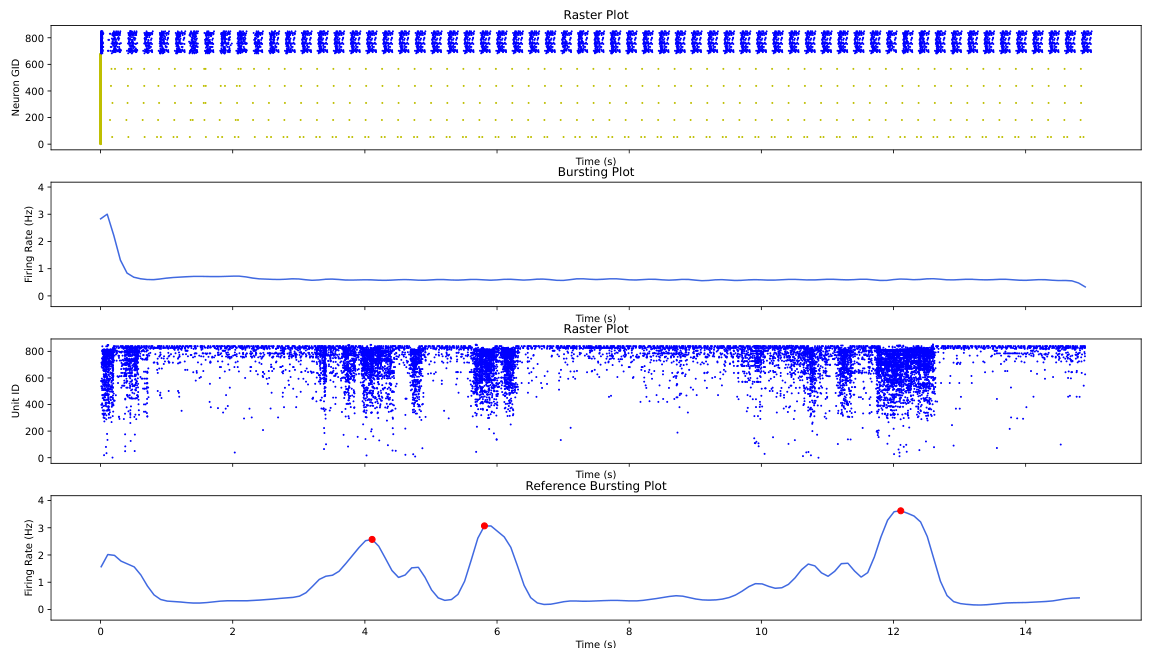 Raster Plot
Neuron GID
800
600
400
200
0
Time (s)
Bursting Plot
Firing Rate (Hz)
4
3
2
1
0
Time (s)
Raster Plot
Unit ID
800
600
400
200
0
Time (s)
Reference Bursting Plot
Firing Rate (Hz)
4
3
2
1
0
0 2 4 6 8 10 12 14
Time (s)